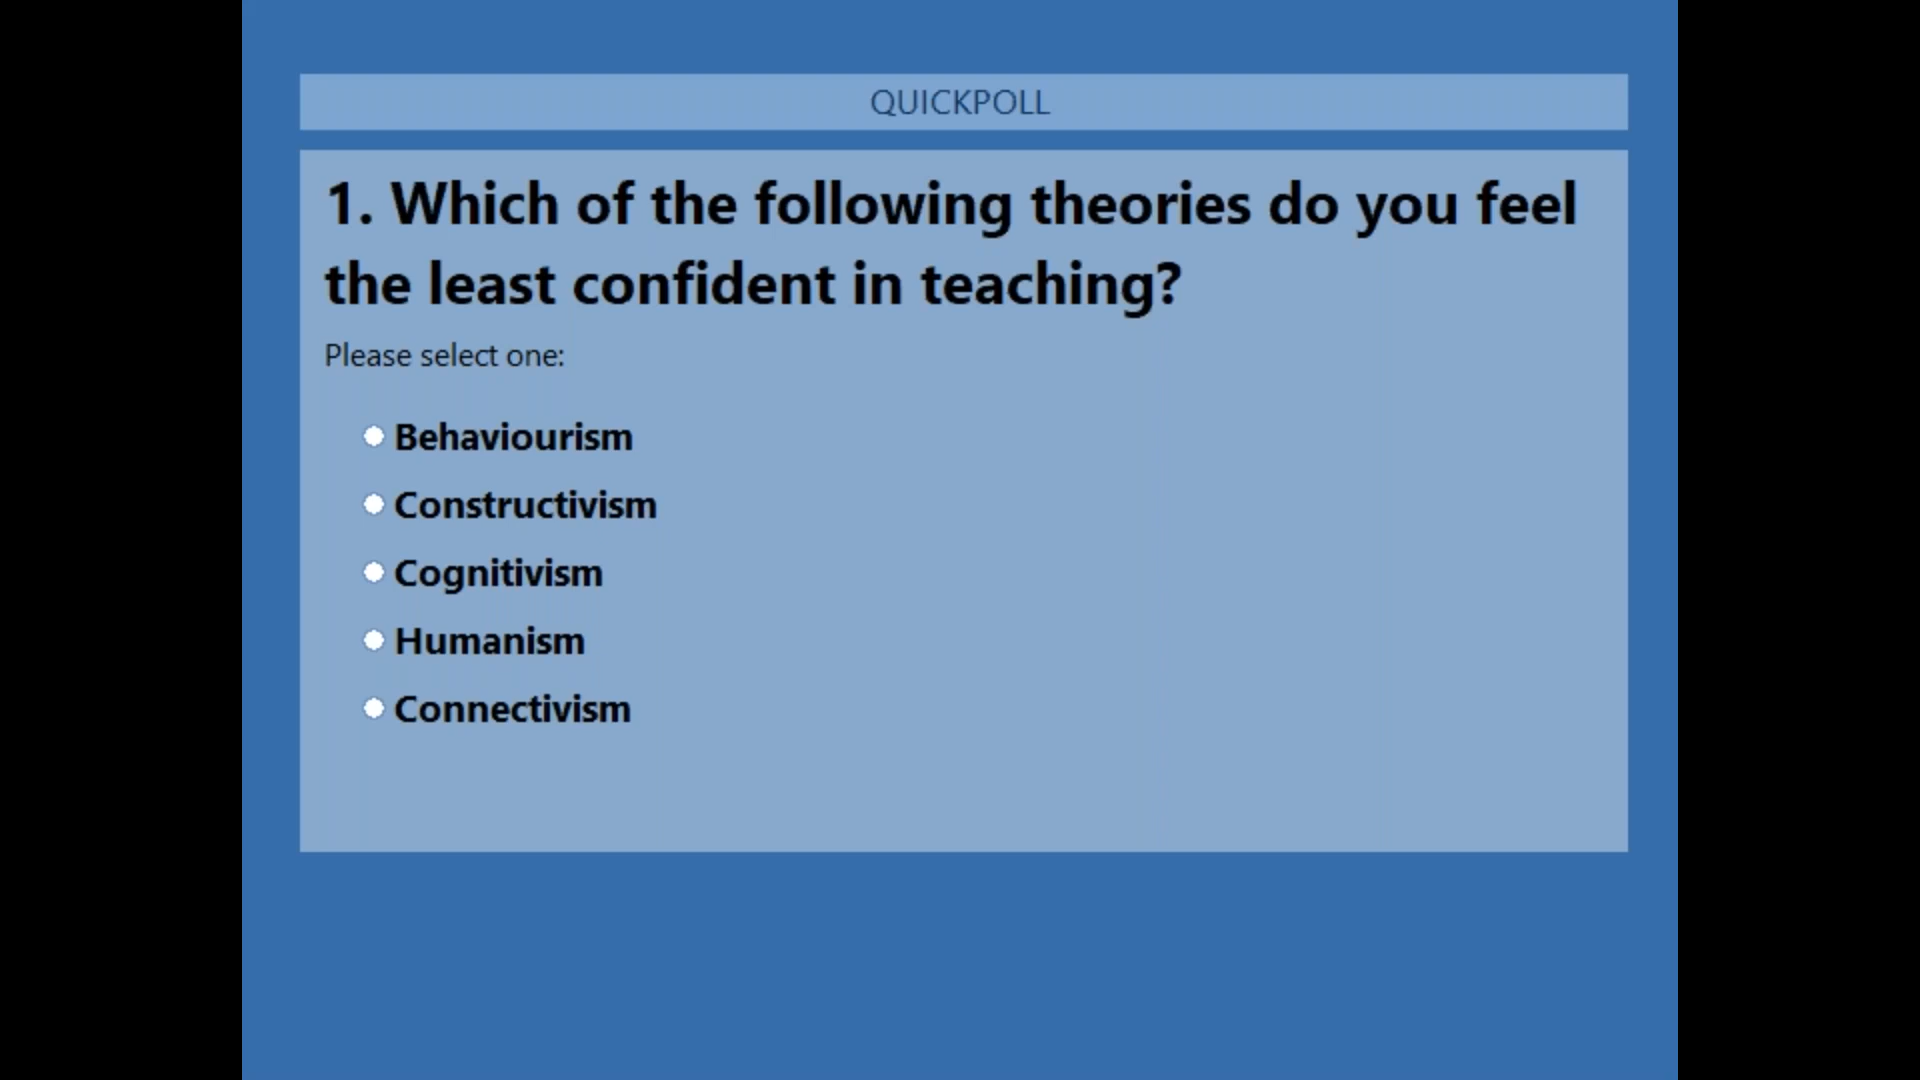 QUICKPOLL
1. Which of the following theories do you feel
the least confident in teaching?
Please select one:
Behaviourism
Constructivism
Cognitivism
Humanism
Connectivism